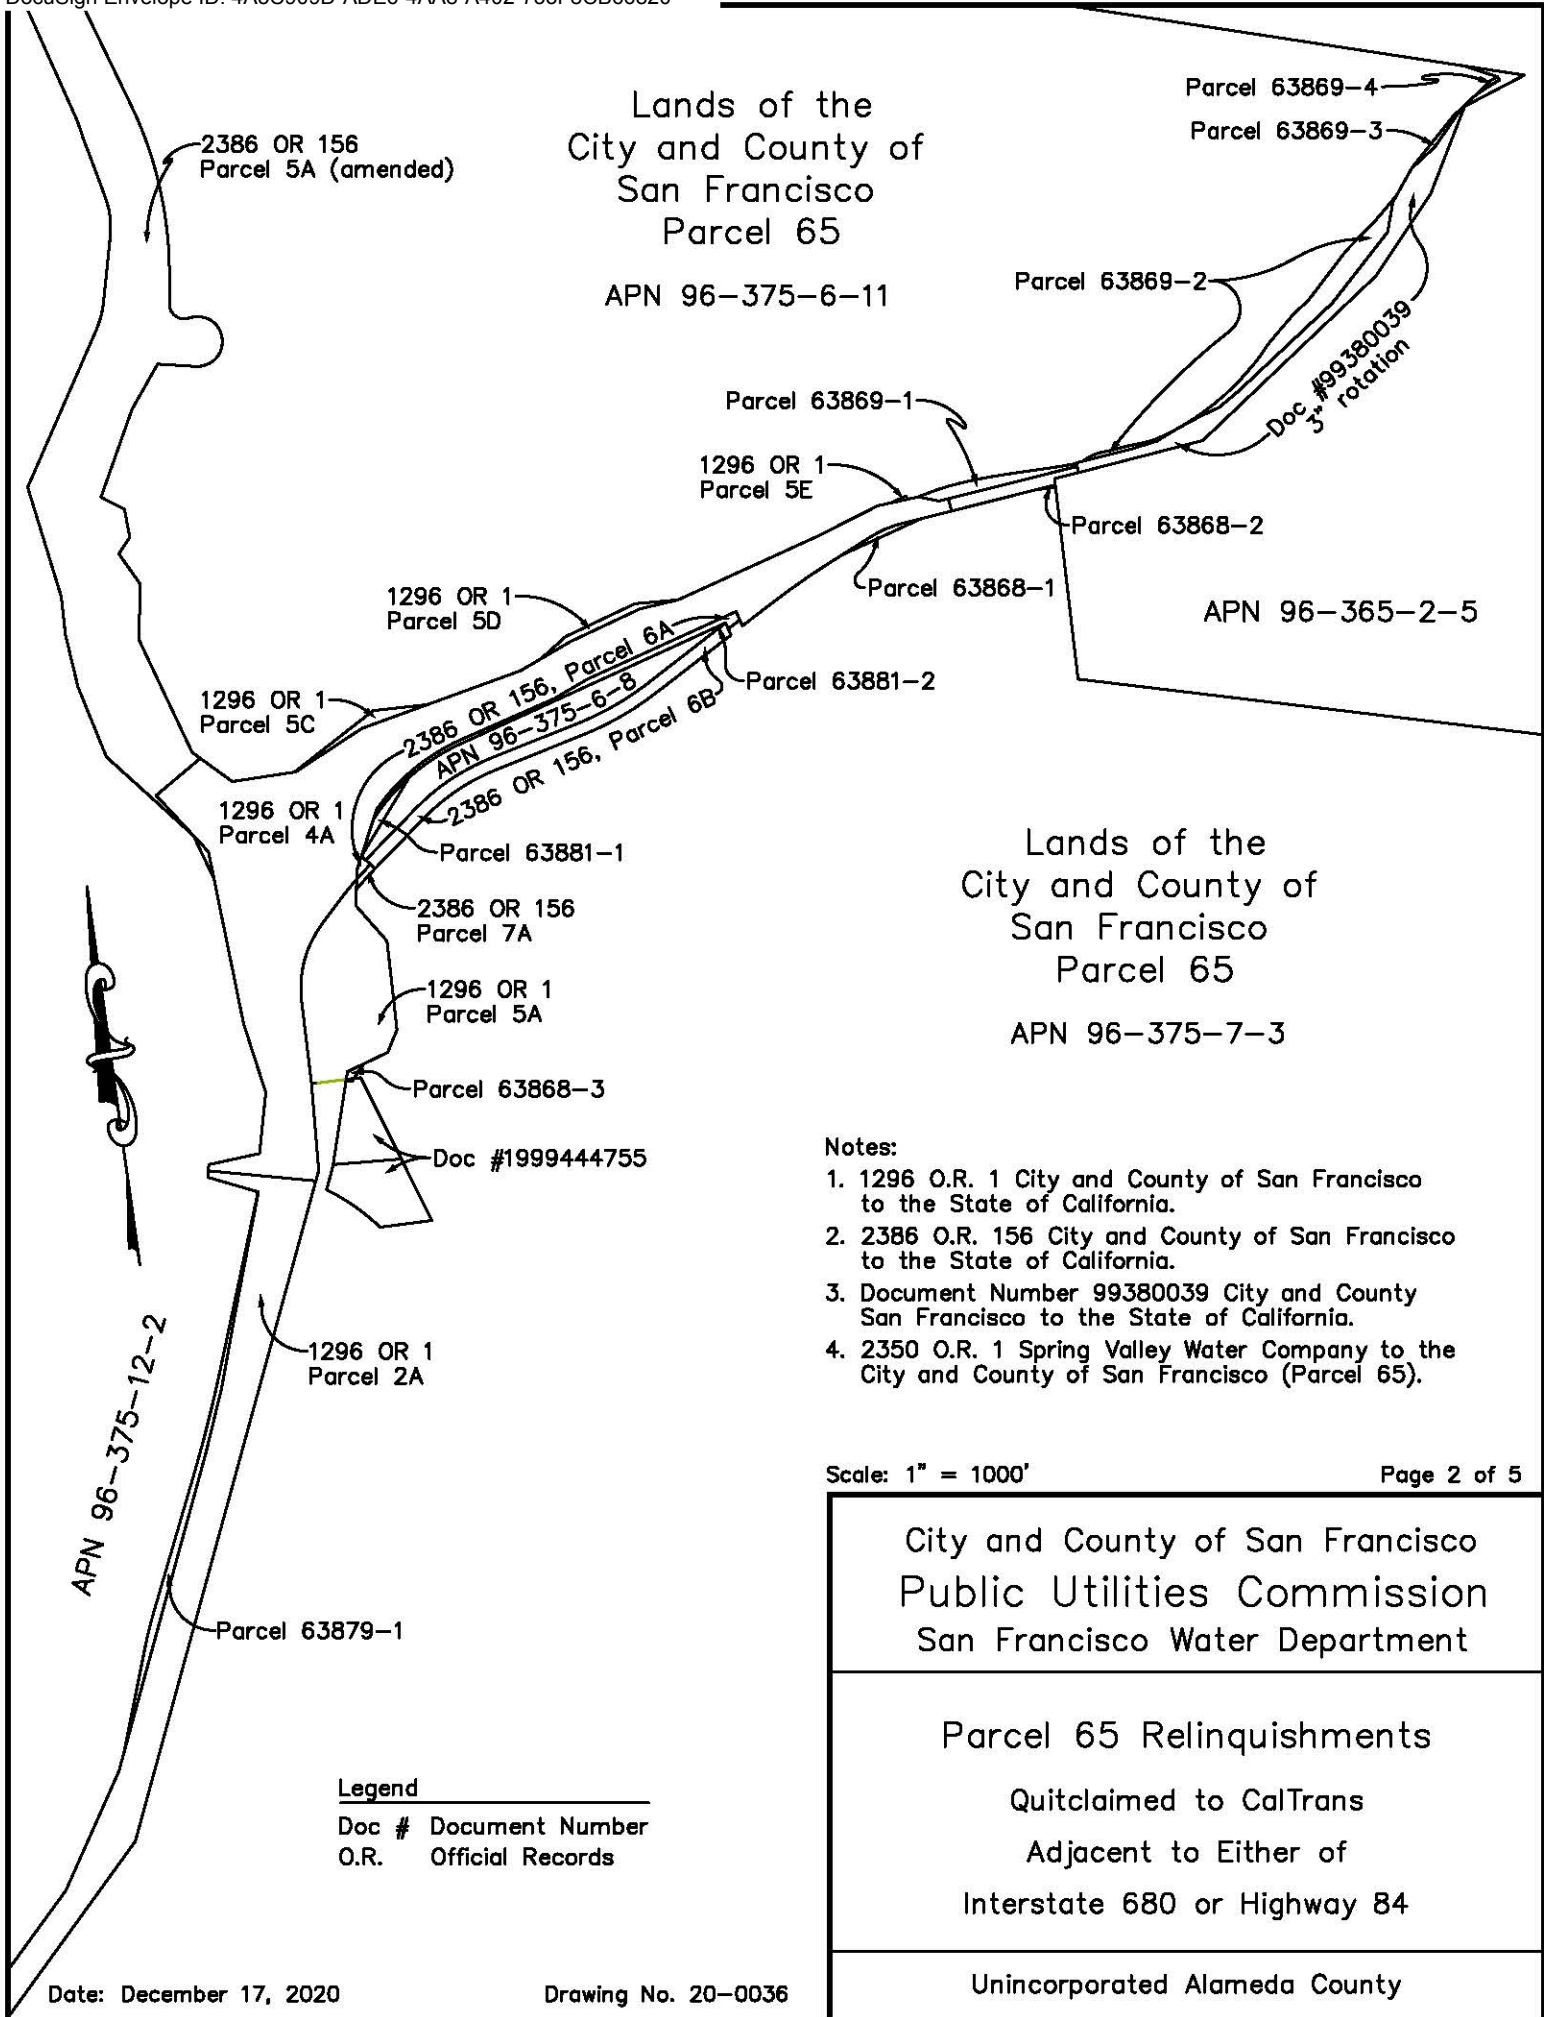 Lands of the
City and County of
San Francisco
Parcel 65
APN 96-375-6-11
2386 OR 156
Parcel 5A (amended)
Parcel 63869-4
Parcel 63869-3
Parcel 63869-2
Doc #99380039
3" rotation
Parcel 63869-1
1296 OR 1
Parcel 5E
Parcel 63868-2
Parcel 63868-1
APN 96-365-2-5
1296 OR 1
Parcel 5D
2386 OR 156, Parcel 6A
APN 96-375-6-8
2386 OR 156, Parcel 6B
Parcel 63881-2
1296 OR 1
Parcel 5C
1296 OR 1
Parcel 4A
Parcel 63881-1
2386 OR 156
Parcel 7A
1296 OR 1
Parcel 5A
Parcel 63868-3
Doc #1999444755
Lands of the
City and County of
San Francisco
Parcel 65
APN 96-375-7-3
1296 OR 1
Parcel 2A
APN 96-375-12-2
Parcel 63879-1
Notes:
1. 1296 O.R. 1 City and County of San Francisco
to the State of California.
2. 2386 O.R. 156 City and County of San Francisco
to the State of California.
3. Document Number 99380039 City and County
San Francisco to the State of California.
4. 2350 O.R. 1 Spring Valley Water Company to the
City and County of San Francisco (Parcel 65).
Scale: 1" = 1000'
Page 2 of 5
City and County of San Francisco
Public Utilities Commission
San Francisco Water Department
Parcel 65 Relinquishments
Quitclaimed to CalTrans
Adjacent to Either of
Interstate 680 or Highway 84
Unincorporated Alameda County
Legend
Doc # Document Number
O.R. Official Records
Date: December 17, 2020
Drawing No. 20-0036